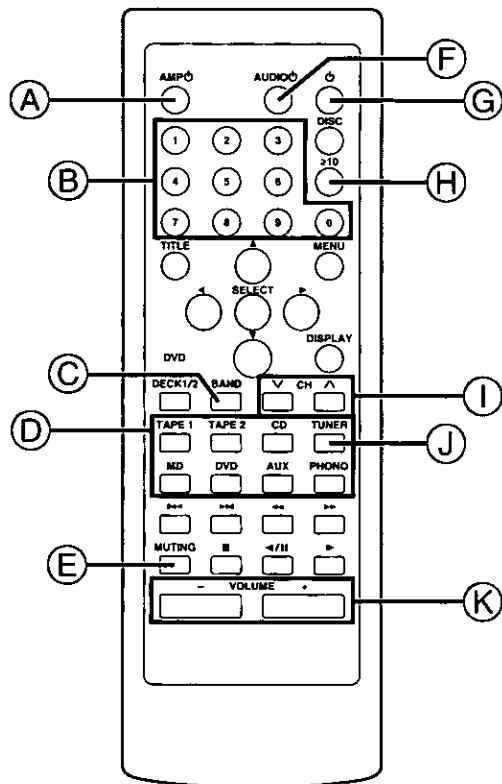 AMP⏻ AUDIO⏻ ⏻ F
A G
DISC
1 2 3 ≥10
B H
4 5 6
7 8 9 0
TITLE ▲ MENU
◀ SELECT ▶
▼ DISPLAY
DVD
C DECK1/2 BAND ∨ CH ∧ I
D TAPE 1 TAPE 2 CD TUNER J
MD DVD AUX PHONO
|◀◀ ▶▶| ◀◀ ▶▶
E MUTING ■ ◀/II ▶
– VOLUME + K